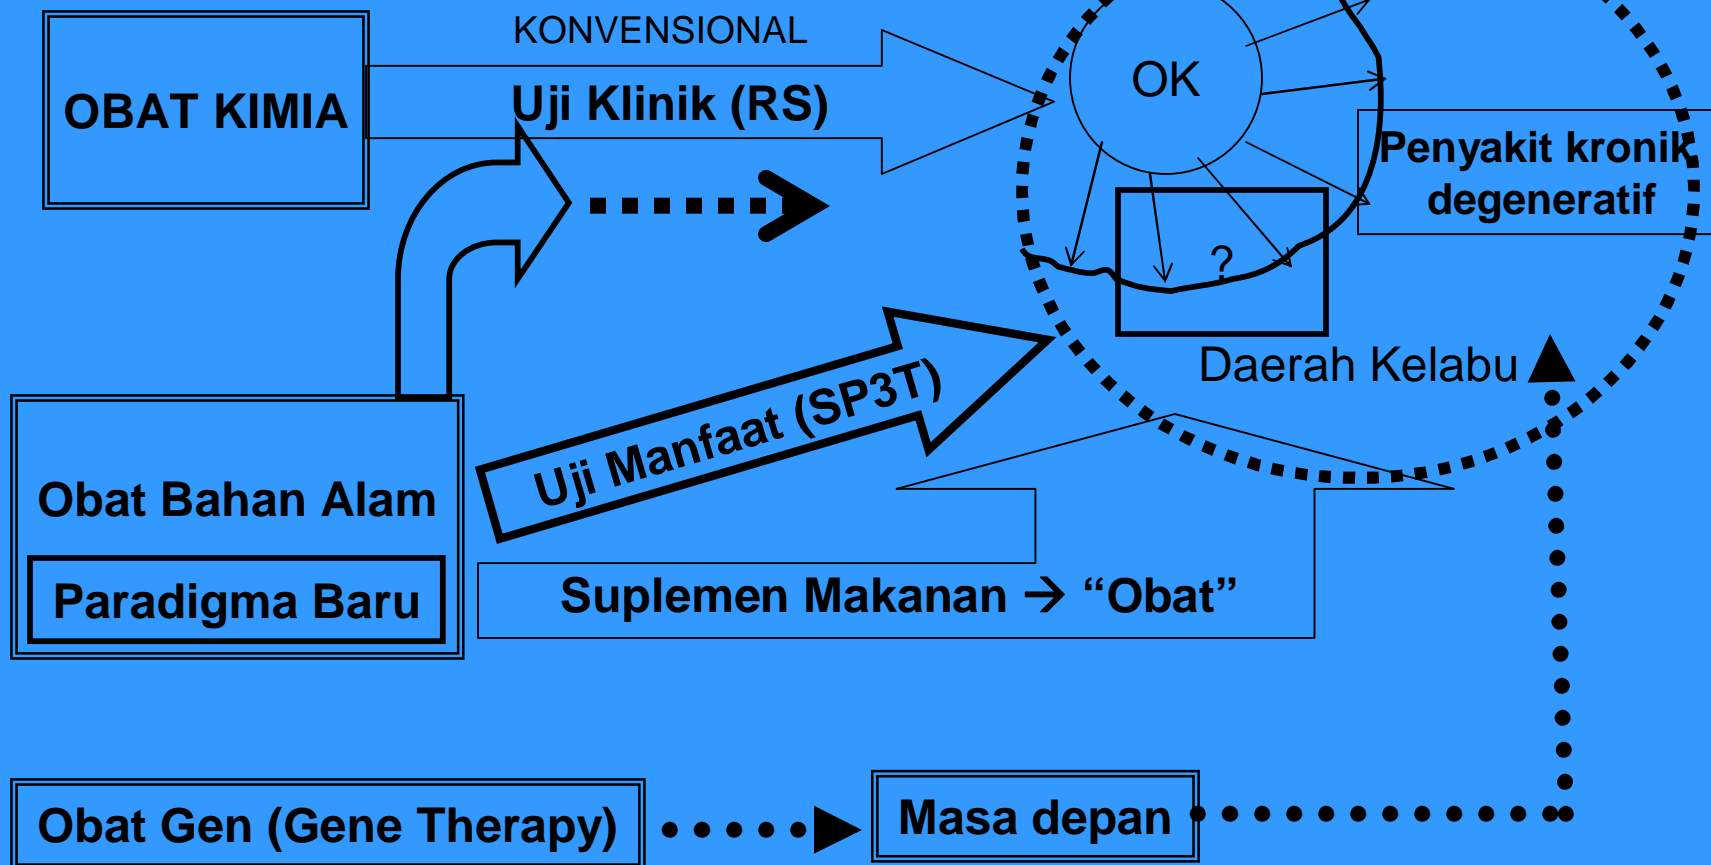 KONVENSIONAL
OBAT KIMIA
Uji Klinik (RS)
OK
Penyakit kronik
degeneratif
?
Daerah Kelabu
Uji Manfaat (SP3T)
Obat Bahan Alam
Paradigma Baru
Suplemen Makanan → “Obat”
Obat Gen (Gene Therapy)
Masa depan